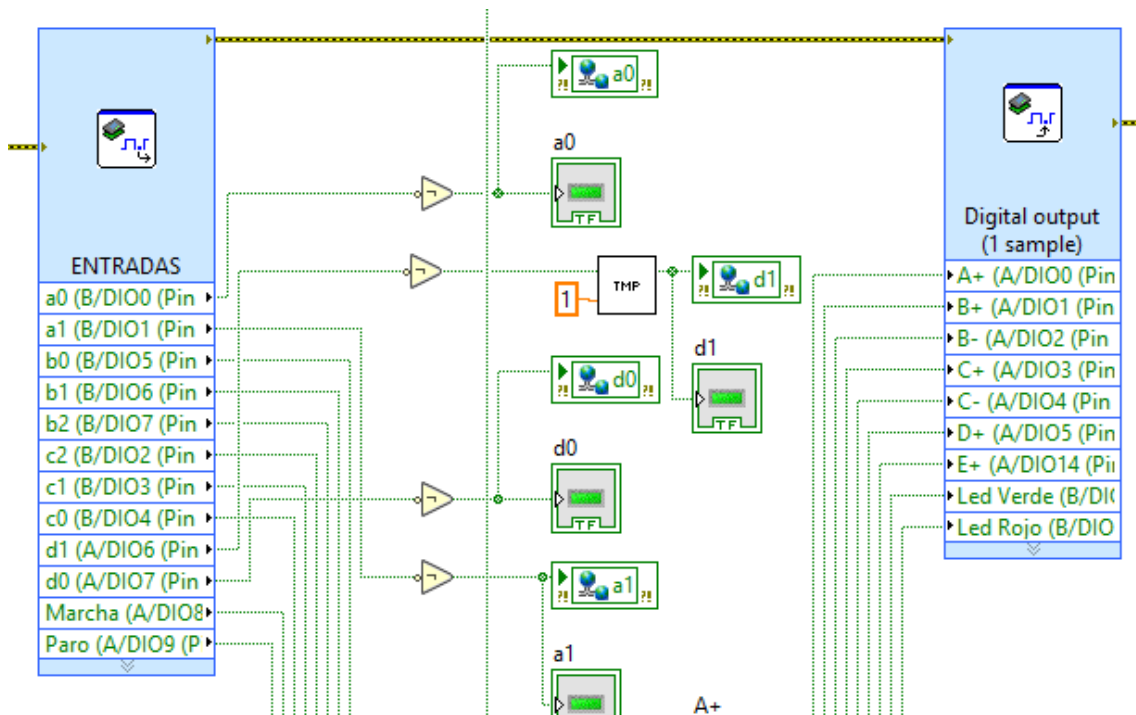 a0
a0
TF
ENTRADAS
a0 (B/DIO0 (Pin
a1 (B/DIO1 (Pin
b0 (B/DIO5 (Pin
b1 (B/DIO6 (Pin
b2 (B/DIO7 (Pin
c2 (B/DIO2 (Pin
c1 (B/DIO3 (Pin
c0 (B/DIO4 (Pin
d1 (A/DIO6 (Pin
d0 (A/DIO7 (Pin
Marcha (A/DIO8
Paro (A/DIO9 (P
1
TMP
?! d1 ?!
d1
TF
?! d0 ?!
d0
TF
?! a1 ?!
a1
A+
Digital output
(1 sample)
A+ (A/DIO0 (Pin
B+ (A/DIO1 (Pin
B- (A/DIO2 (Pin
C+ (A/DIO3 (Pin
C- (A/DIO4 (Pin
D+ (A/DIO5 (Pin
E+ (A/DIO14 (Pi
Led Verde (B/DI
Led Rojo (B/DIO